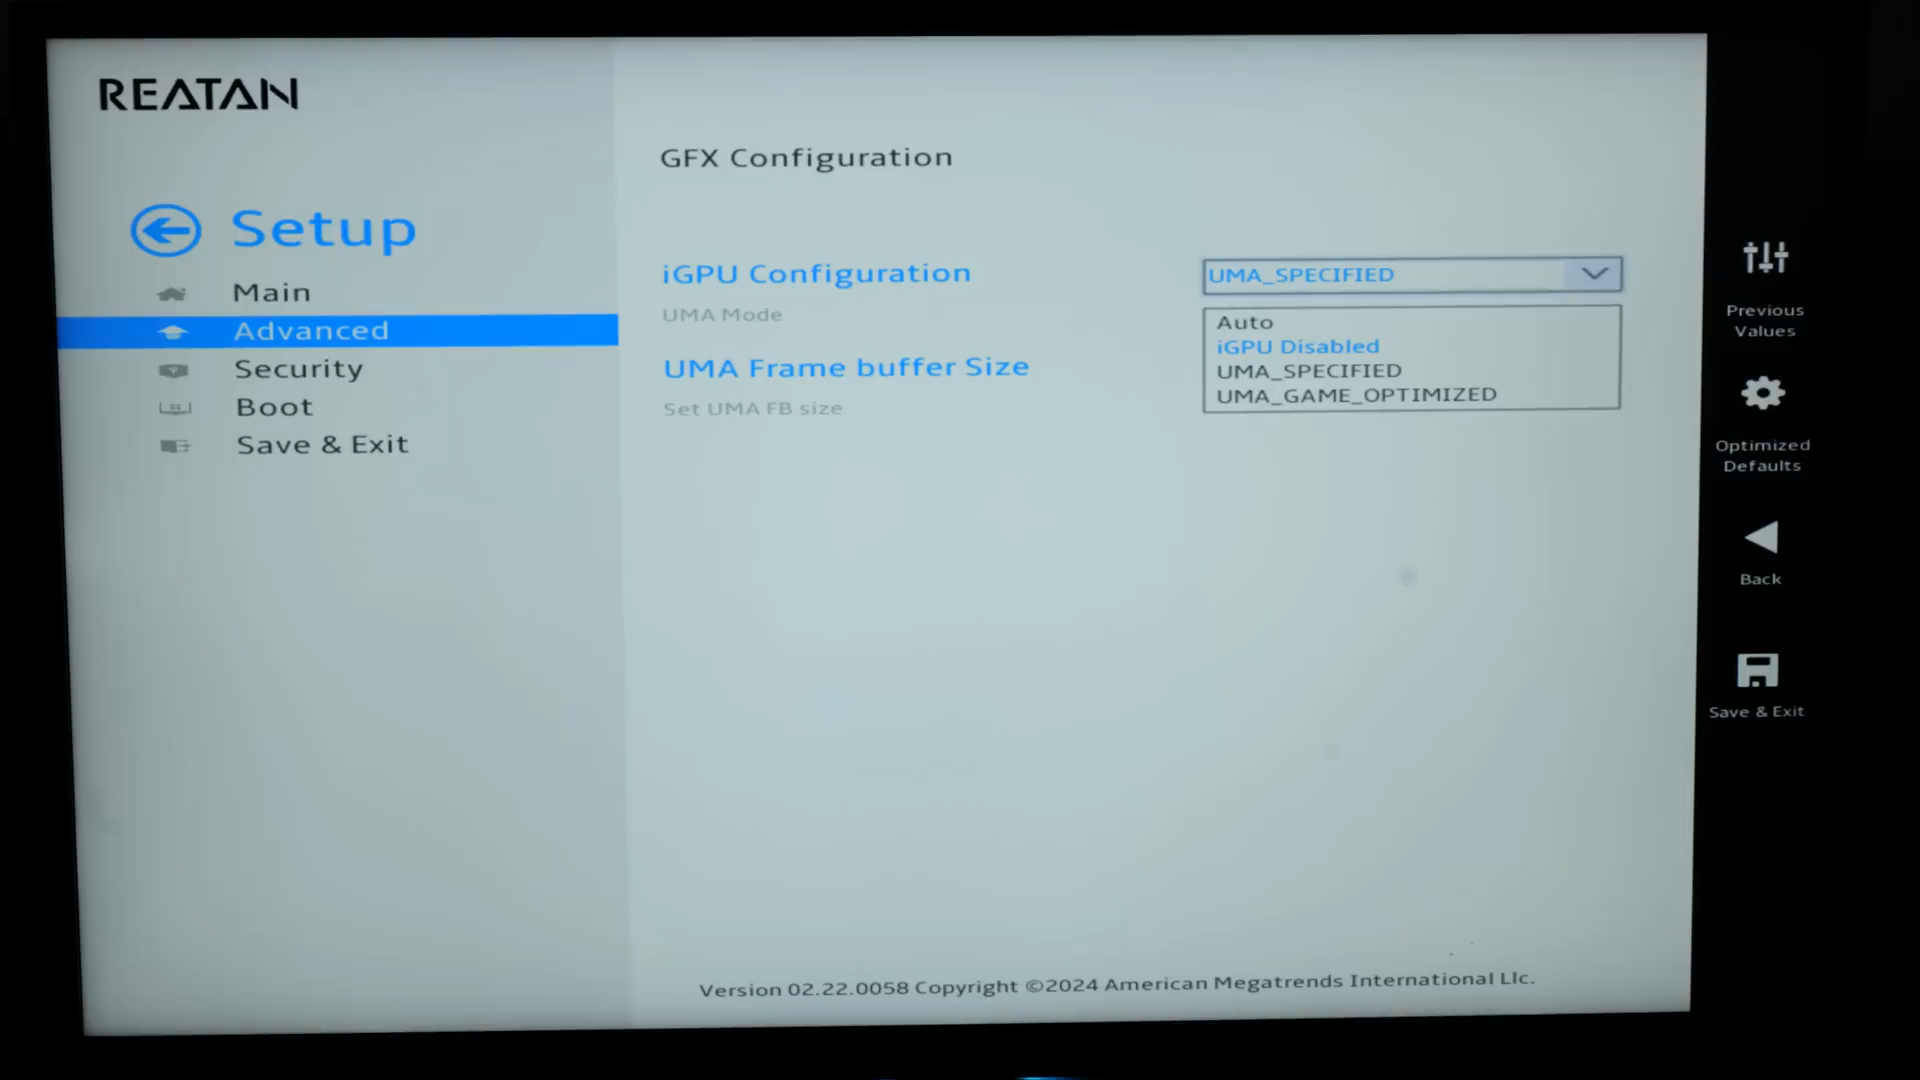 REATAN
Setup
Main
Advanced
Security
Boot
Save & Exit
GFX Configuration
iGPU Configuration
UMA Mode
UMA_SPECIFIED
Auto
iGPU Disabled
UMA_SPECIFIED
UMA_GAME_OPTIMIZED
UMA Frame buffer Size
Set UMA FB size
Previous
Values
Optimized
Defaults
Back
Save & Exit
Version 02.22.0058 Copyright ©2024 American Megatrends International Llc.